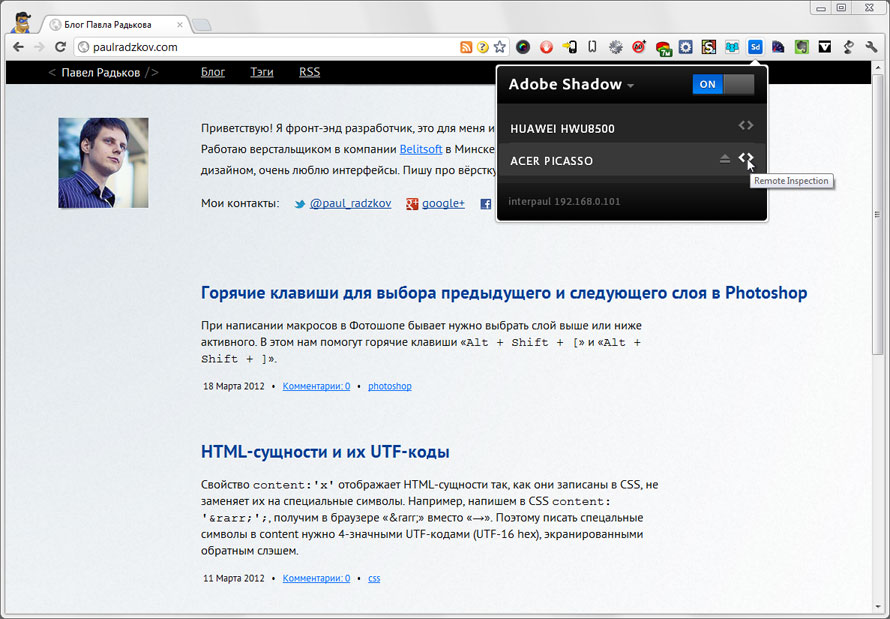 Блог Павла Радькова
paulradzkov.com
7w
Sd
< Павел Радьков />
Блог
Тэги
RSS
Adobe Shadow
ON
HUAWEI HWU8500
ACER PICASSO
Remote Inspection
interpaul 192.168.0.101
Приветствую! Я фронт-энд разработчик, это для меня и
Работаю верстальщиком в компании Belitsoft в Минске
дизайном, очень люблю интерфейсы. Пишу про вёрстку
Мои контакты: @paul_radzkov google+
Горячие клавиши для выбора предыдущего и следующего слоя в Photoshop
При написании макросов в Фотошопе бывает нужно выбрать слой выше или ниже
активного. В этом нам помогут горячие клавиши «Alt + Shift + [» и «Alt +
Shift + ]».
18 Марта 2012 • Комментарии: 0 • photoshop
HTML-сущности и их UTF-коды
Свойство content:'x' отображает HTML-сущности так, как они записаны в CSS, не
заменяет их на специальные символы. Например, напишем в CSS content:
'&rarr;';, получим в браузере «&rarr;» вместо «→». Поэтому писать спецальные
символы в content нужно 4-значными UTF-кодами (UTF-16 hex), экранированными
обратным слэшем.
11 Марта 2012 • Комментарии: 0 • css